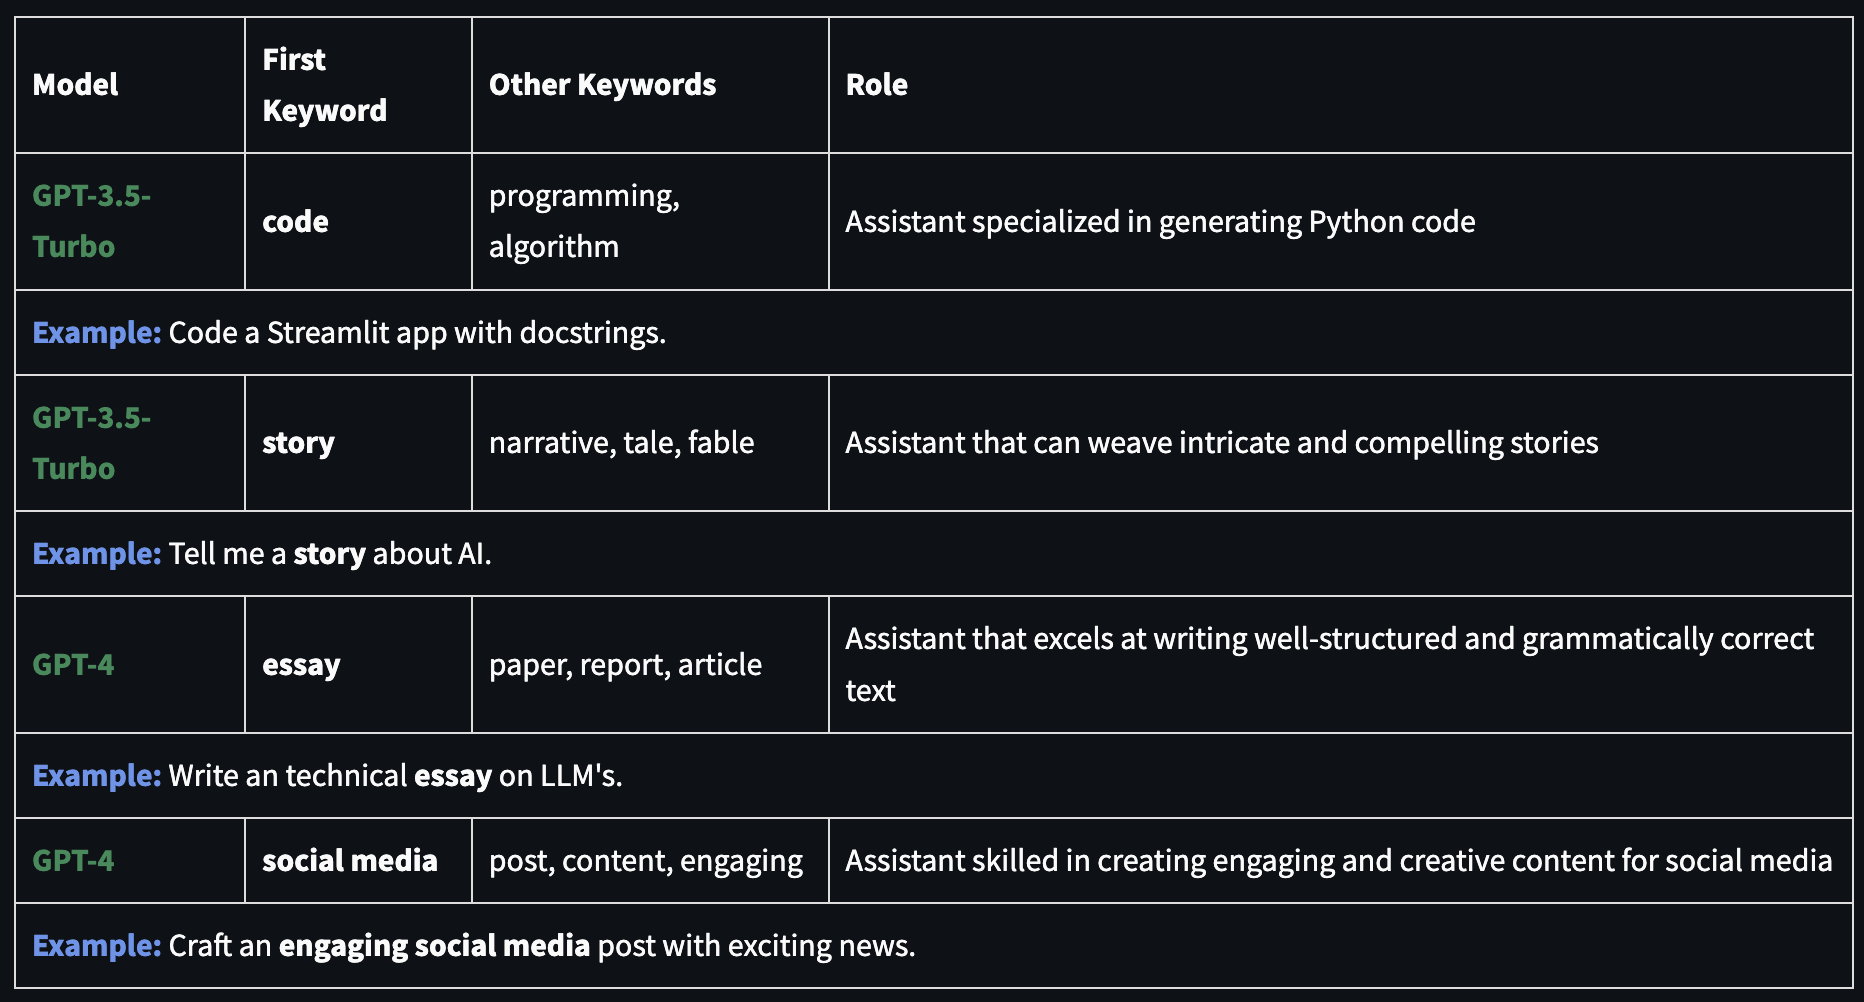 Model
First
Keyword
Other Keywords
Role
GPT-3.5-
Turbo
code
programming,
algorithm
Assistant specialized in generating Python code
Example: Code a Streamlit app with docstrings.
GPT-3.5-
Turbo
story
narrative, tale, fable
Assistant that can weave intricate and compelling stories
Example: Tell me a story about AI.
GPT-4
essay
paper, report, article
Assistant that excels at writing well-structured and grammatically correct
text
Example: Write an technical essay on LLM's.
GPT-4
social media
post, content, engaging
Assistant skilled in creating engaging and creative content for social media
Example: Craft an engaging social media post with exciting news.